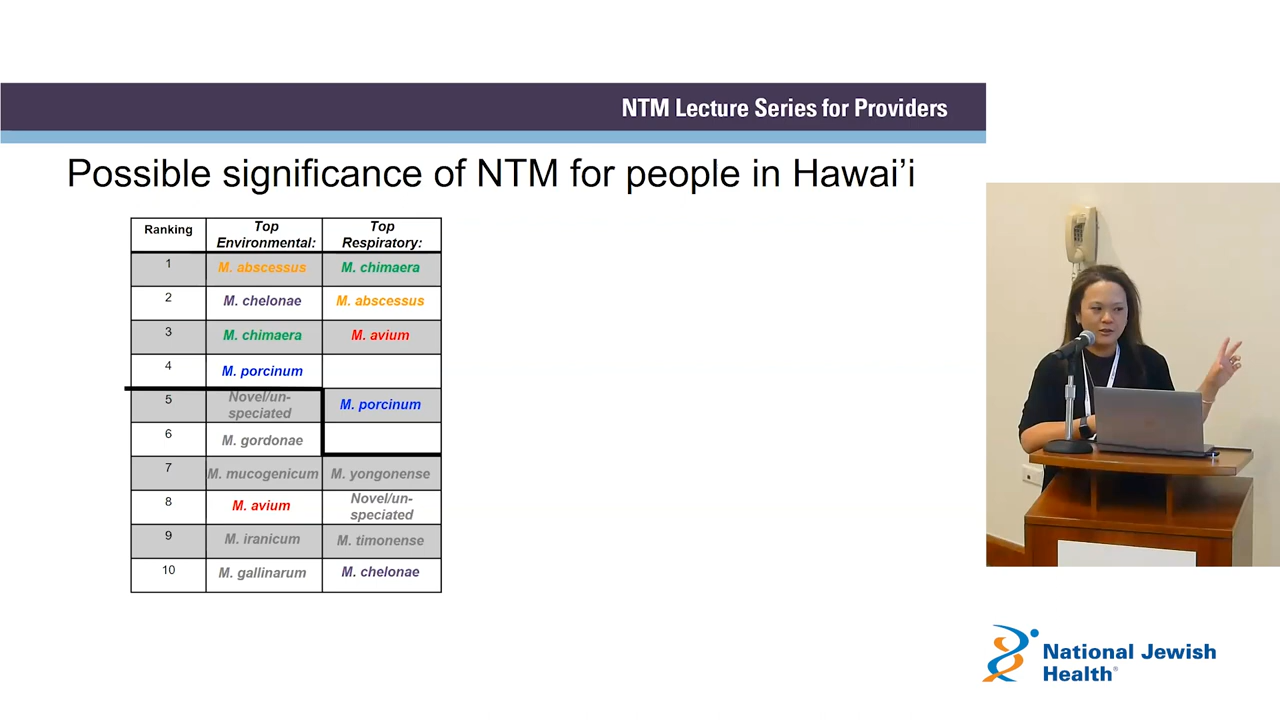 NTM Lecture Series for Providers
Possible significance of NTM for people in Hawai’i
Ranking
Top
Environmental:
Top
Respiratory:
1
M. abscessus
M. chimaera
2
M. chelonae
M. abscessus
3
M. chimaera
M. avium
4
M. porcinum
5
Novel/un-
speciated
M. porcinum
6
M. gordonae
7
M. mucogenicum
M. yongonense
8
M. avium
Novel/un-
speciated
9
M. iranicum
M. timonense
10
M. gallinarum
M. chelonae
National Jewish
Health®